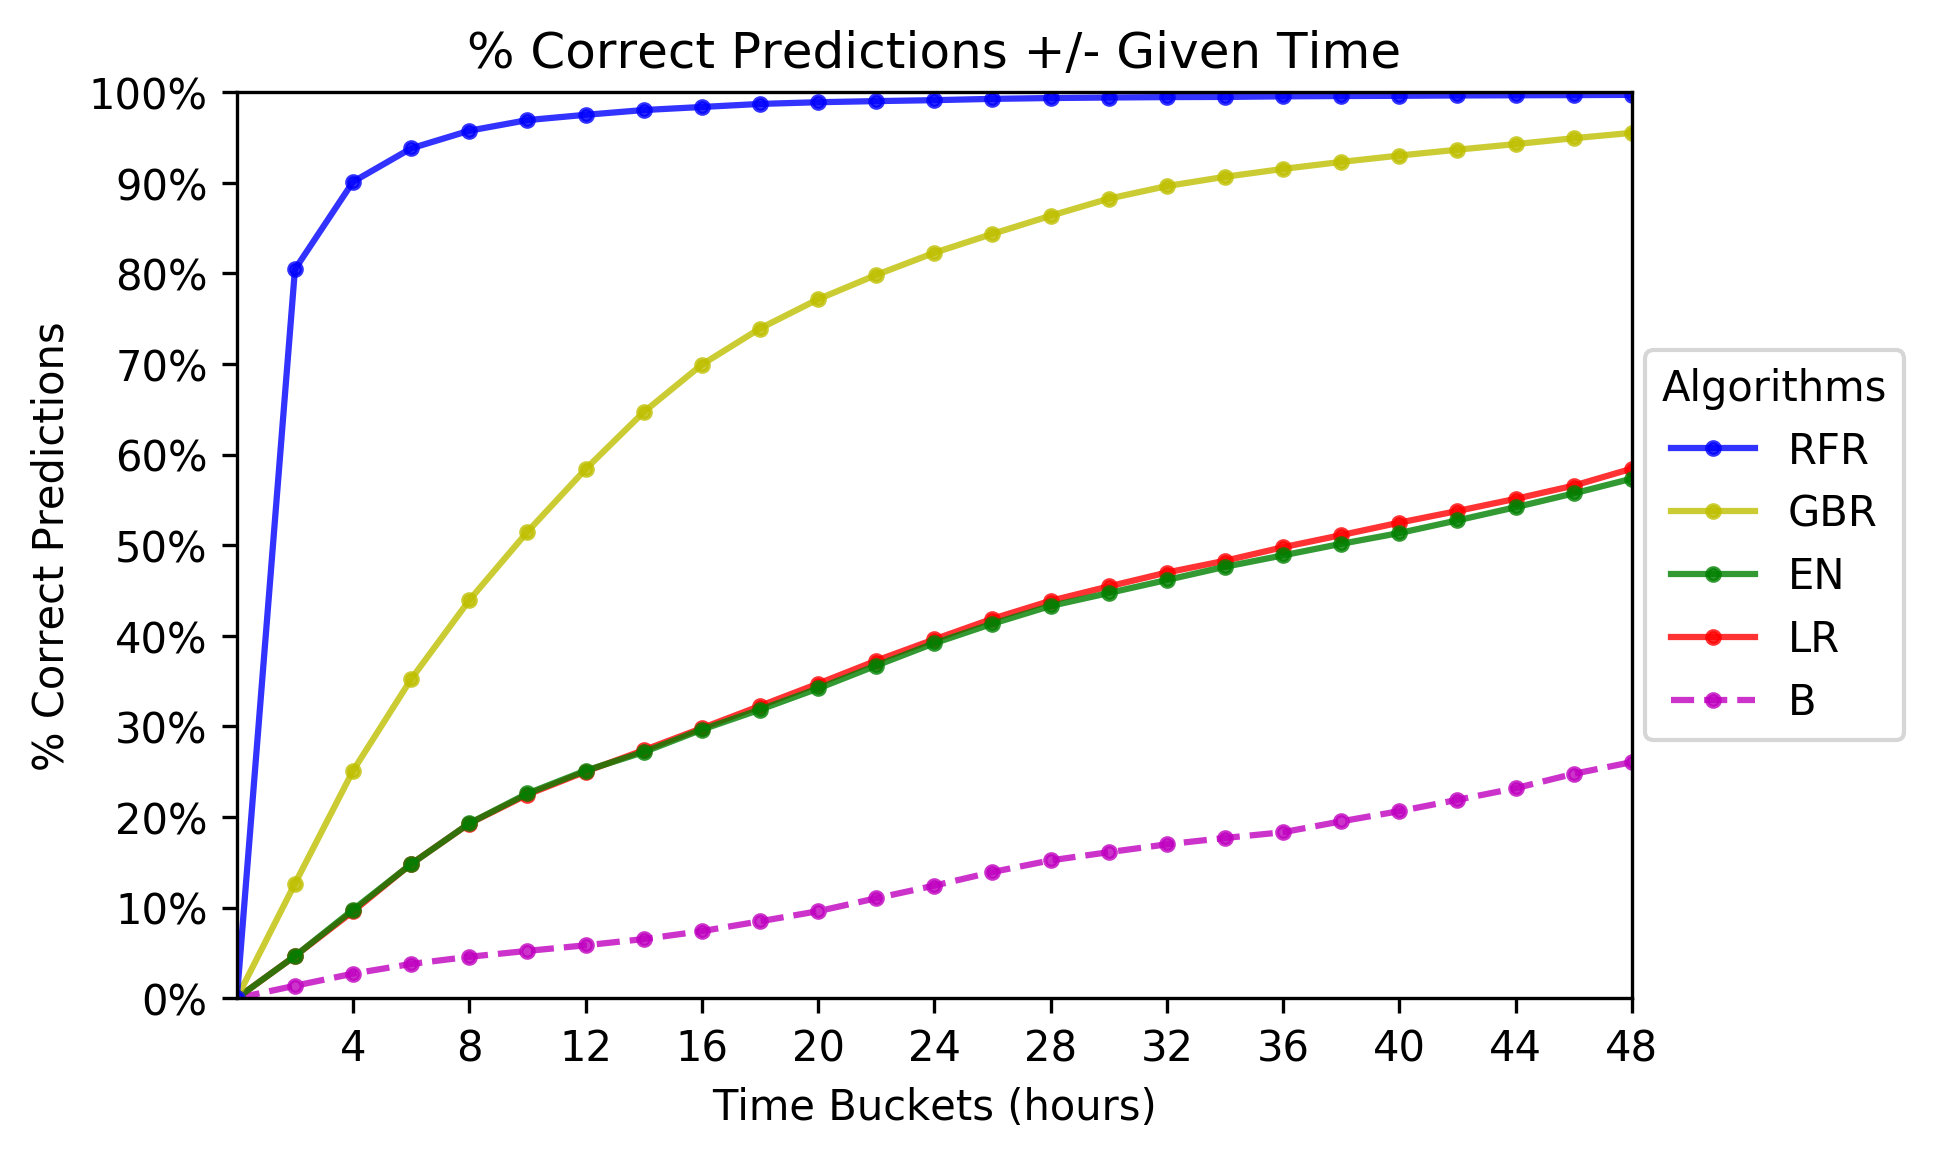 % Correct Predictions +/- Given Time
100%
90%
80%
70%
60%
50%
40%
30%
20%
10%
0%
% Correct Predictions
4 8 12 16 20 24 28 32 36 40 44 48
Time Buckets (hours)
Algorithms
RFR
GBR
EN
LR
B